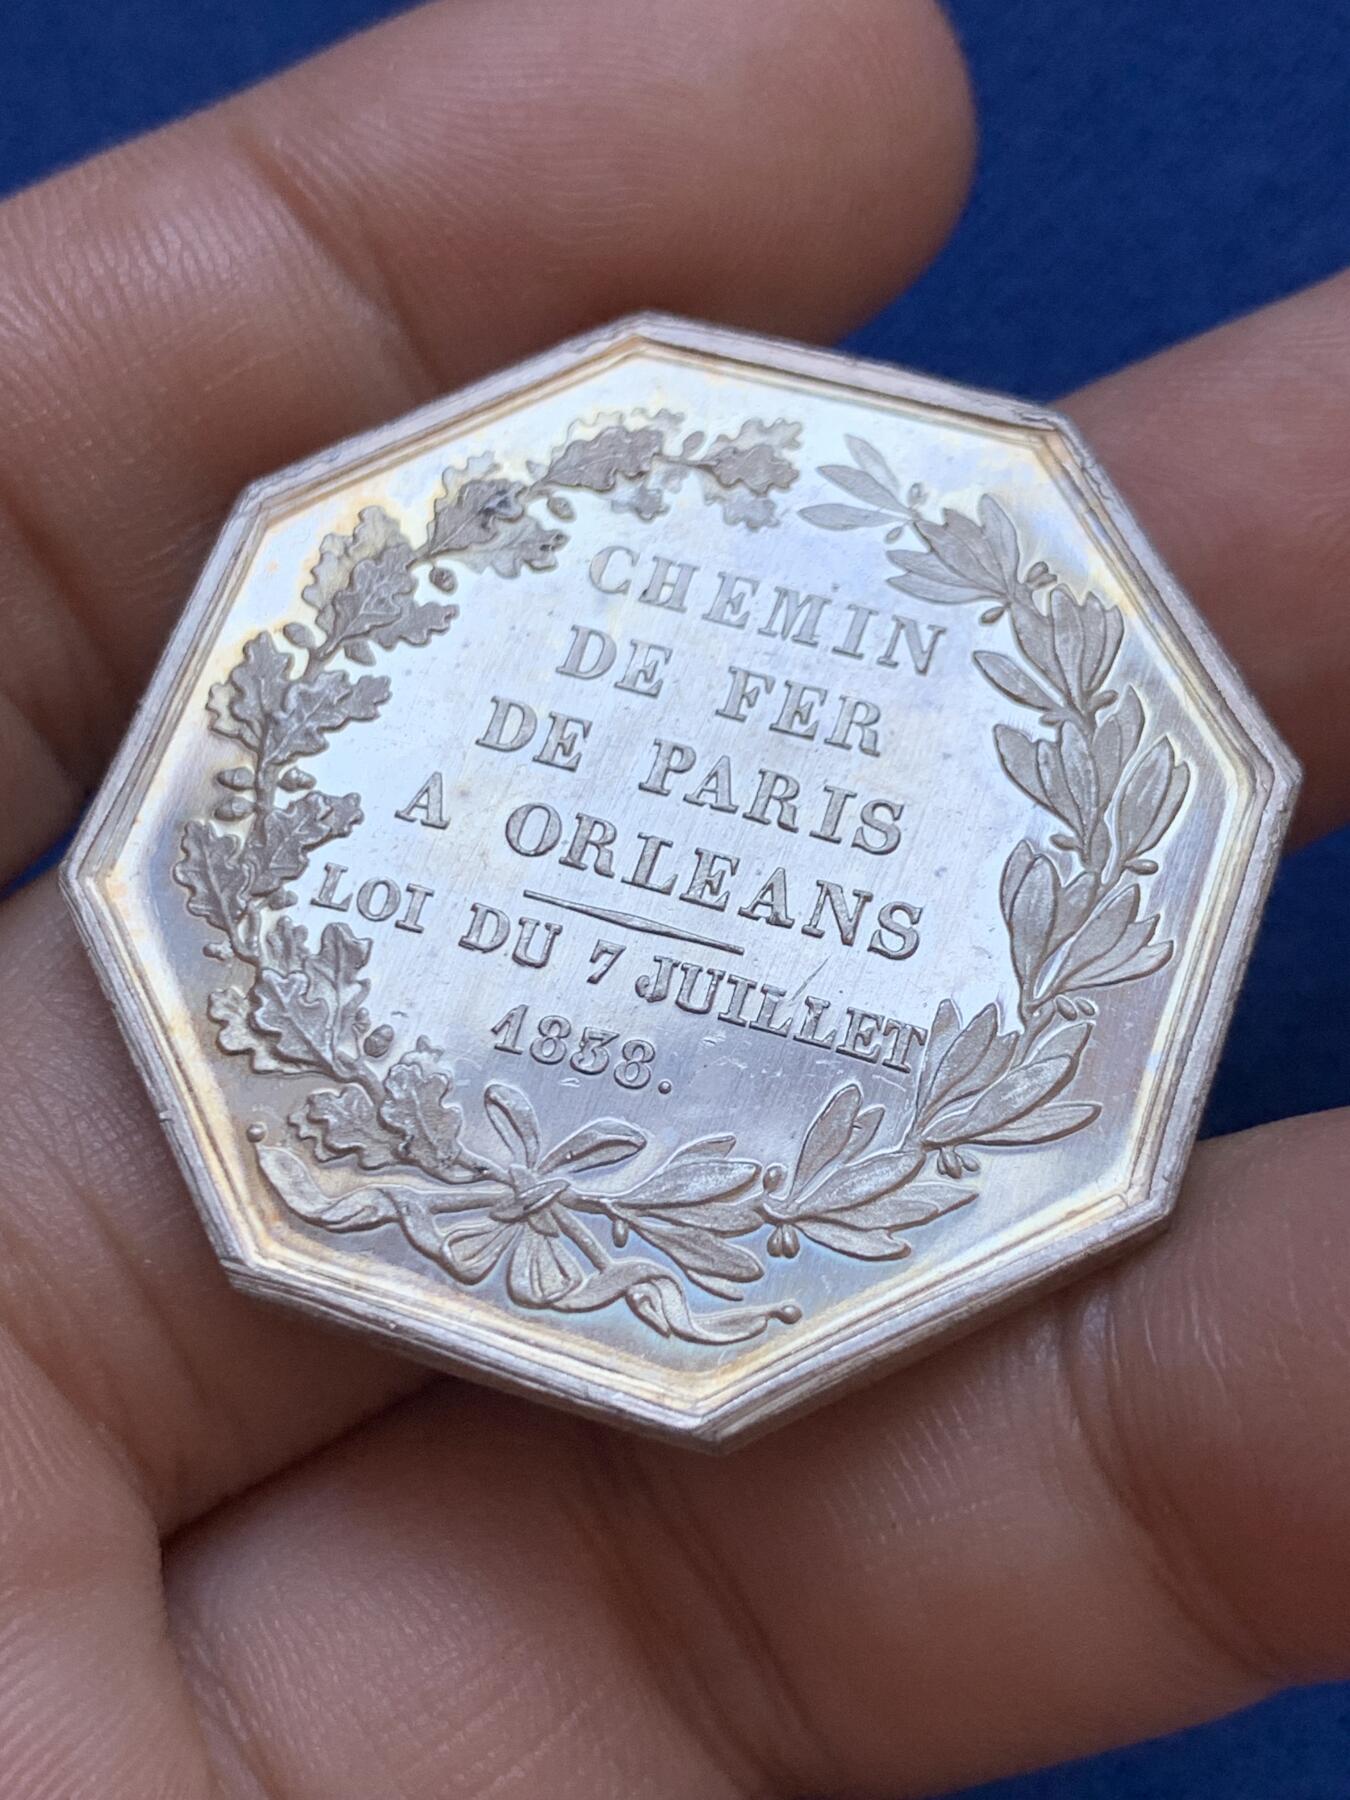 CHEMIN
DE FER
DE PARIS
A ORLEANS
LOI DU 7 JUILLET
1838.